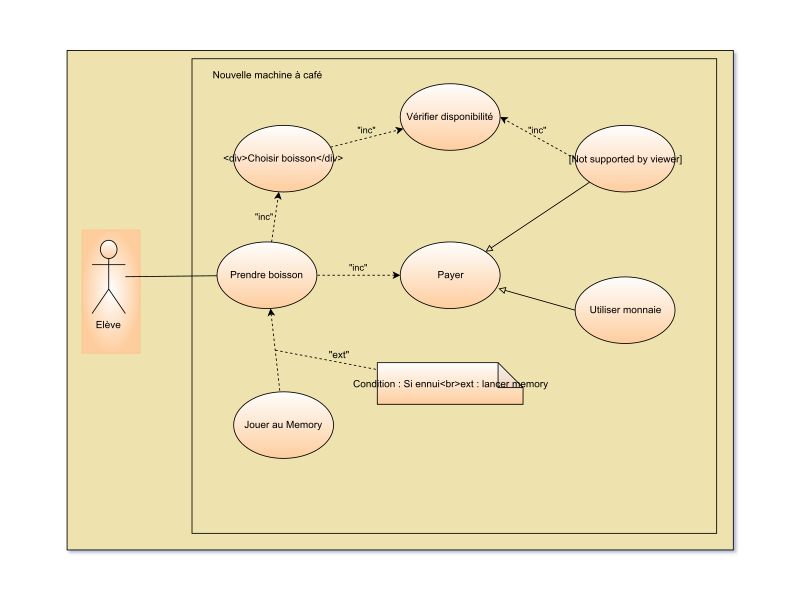 Nouvelle machine à café
Vérifier disponibilité
"inc"
"inc"
<div>Choisir boisson</div>
[Not supported by viewer]
"inc"
Prendre boisson
"inc"
Payer
Utiliser monnaie
Elève
"ext"
Condition : Si ennui<br>ext : lancer memory
Jouer au Memory